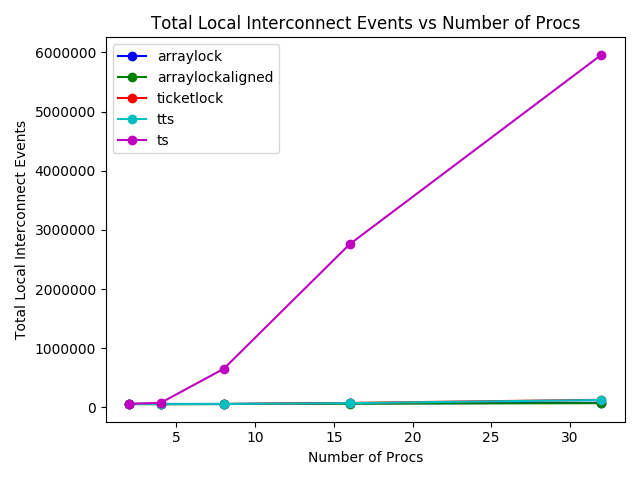 Total Local Interconnect Events vs Number of Procs
arraylock
arraylockaligned
ticketlock
tts
ts
Total Local Interconnect Events
6000000
5000000
4000000
3000000
2000000
1000000
0
5
10
15
20
25
30
Number of Procs